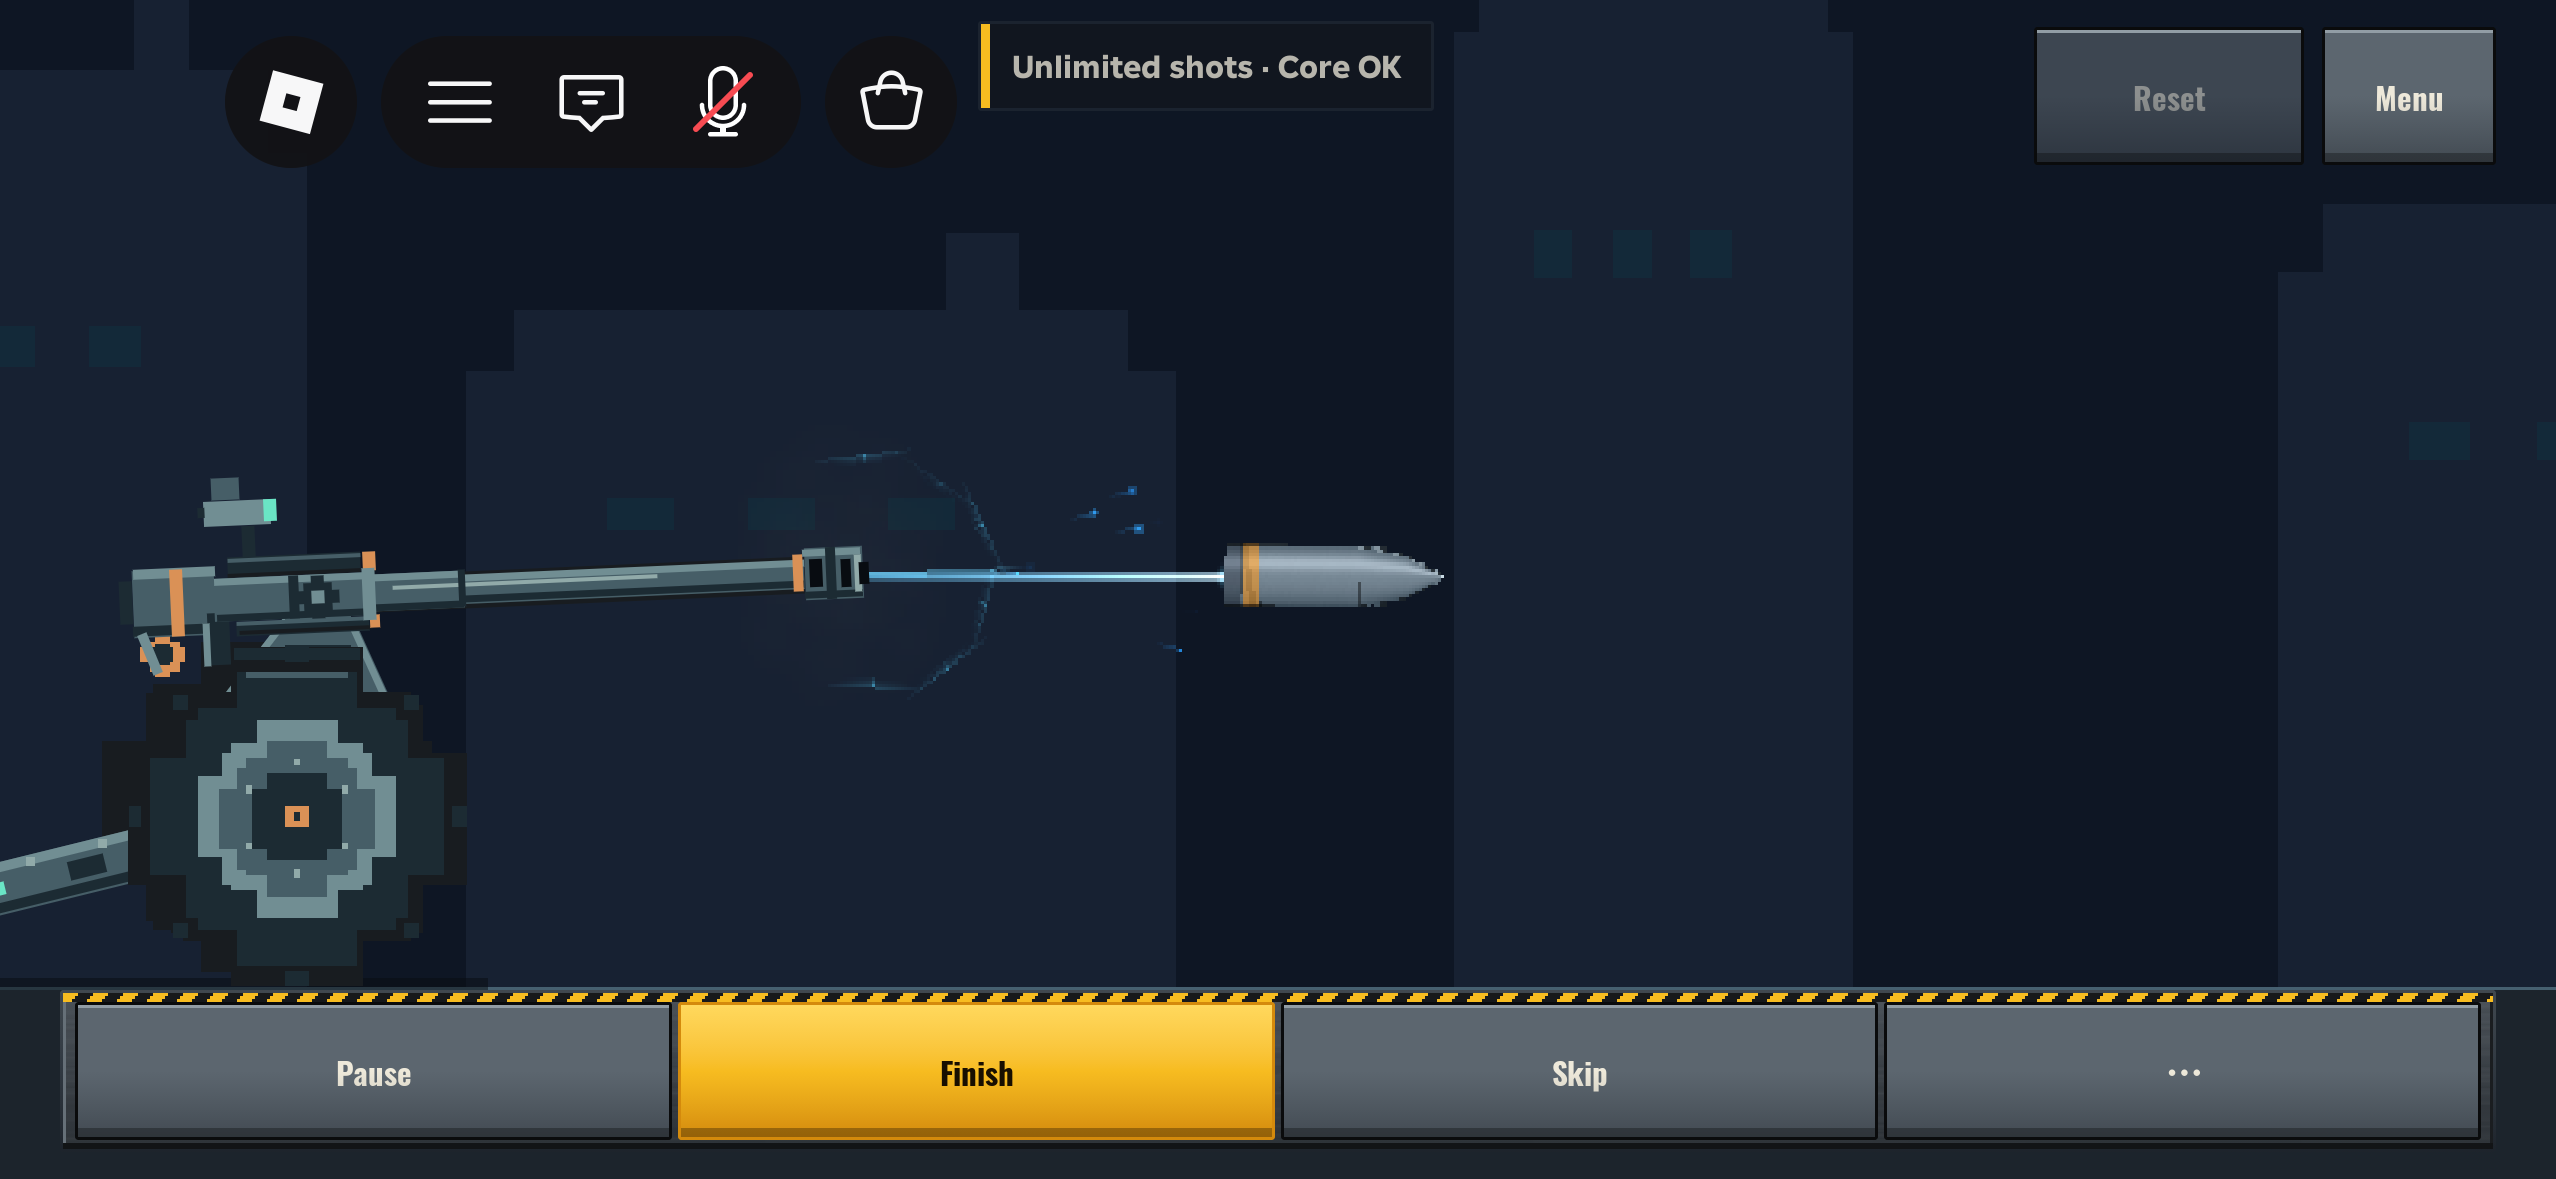 Unlimited shots · Core OK
Reset
Menu
Pause
Finish
Skip
...